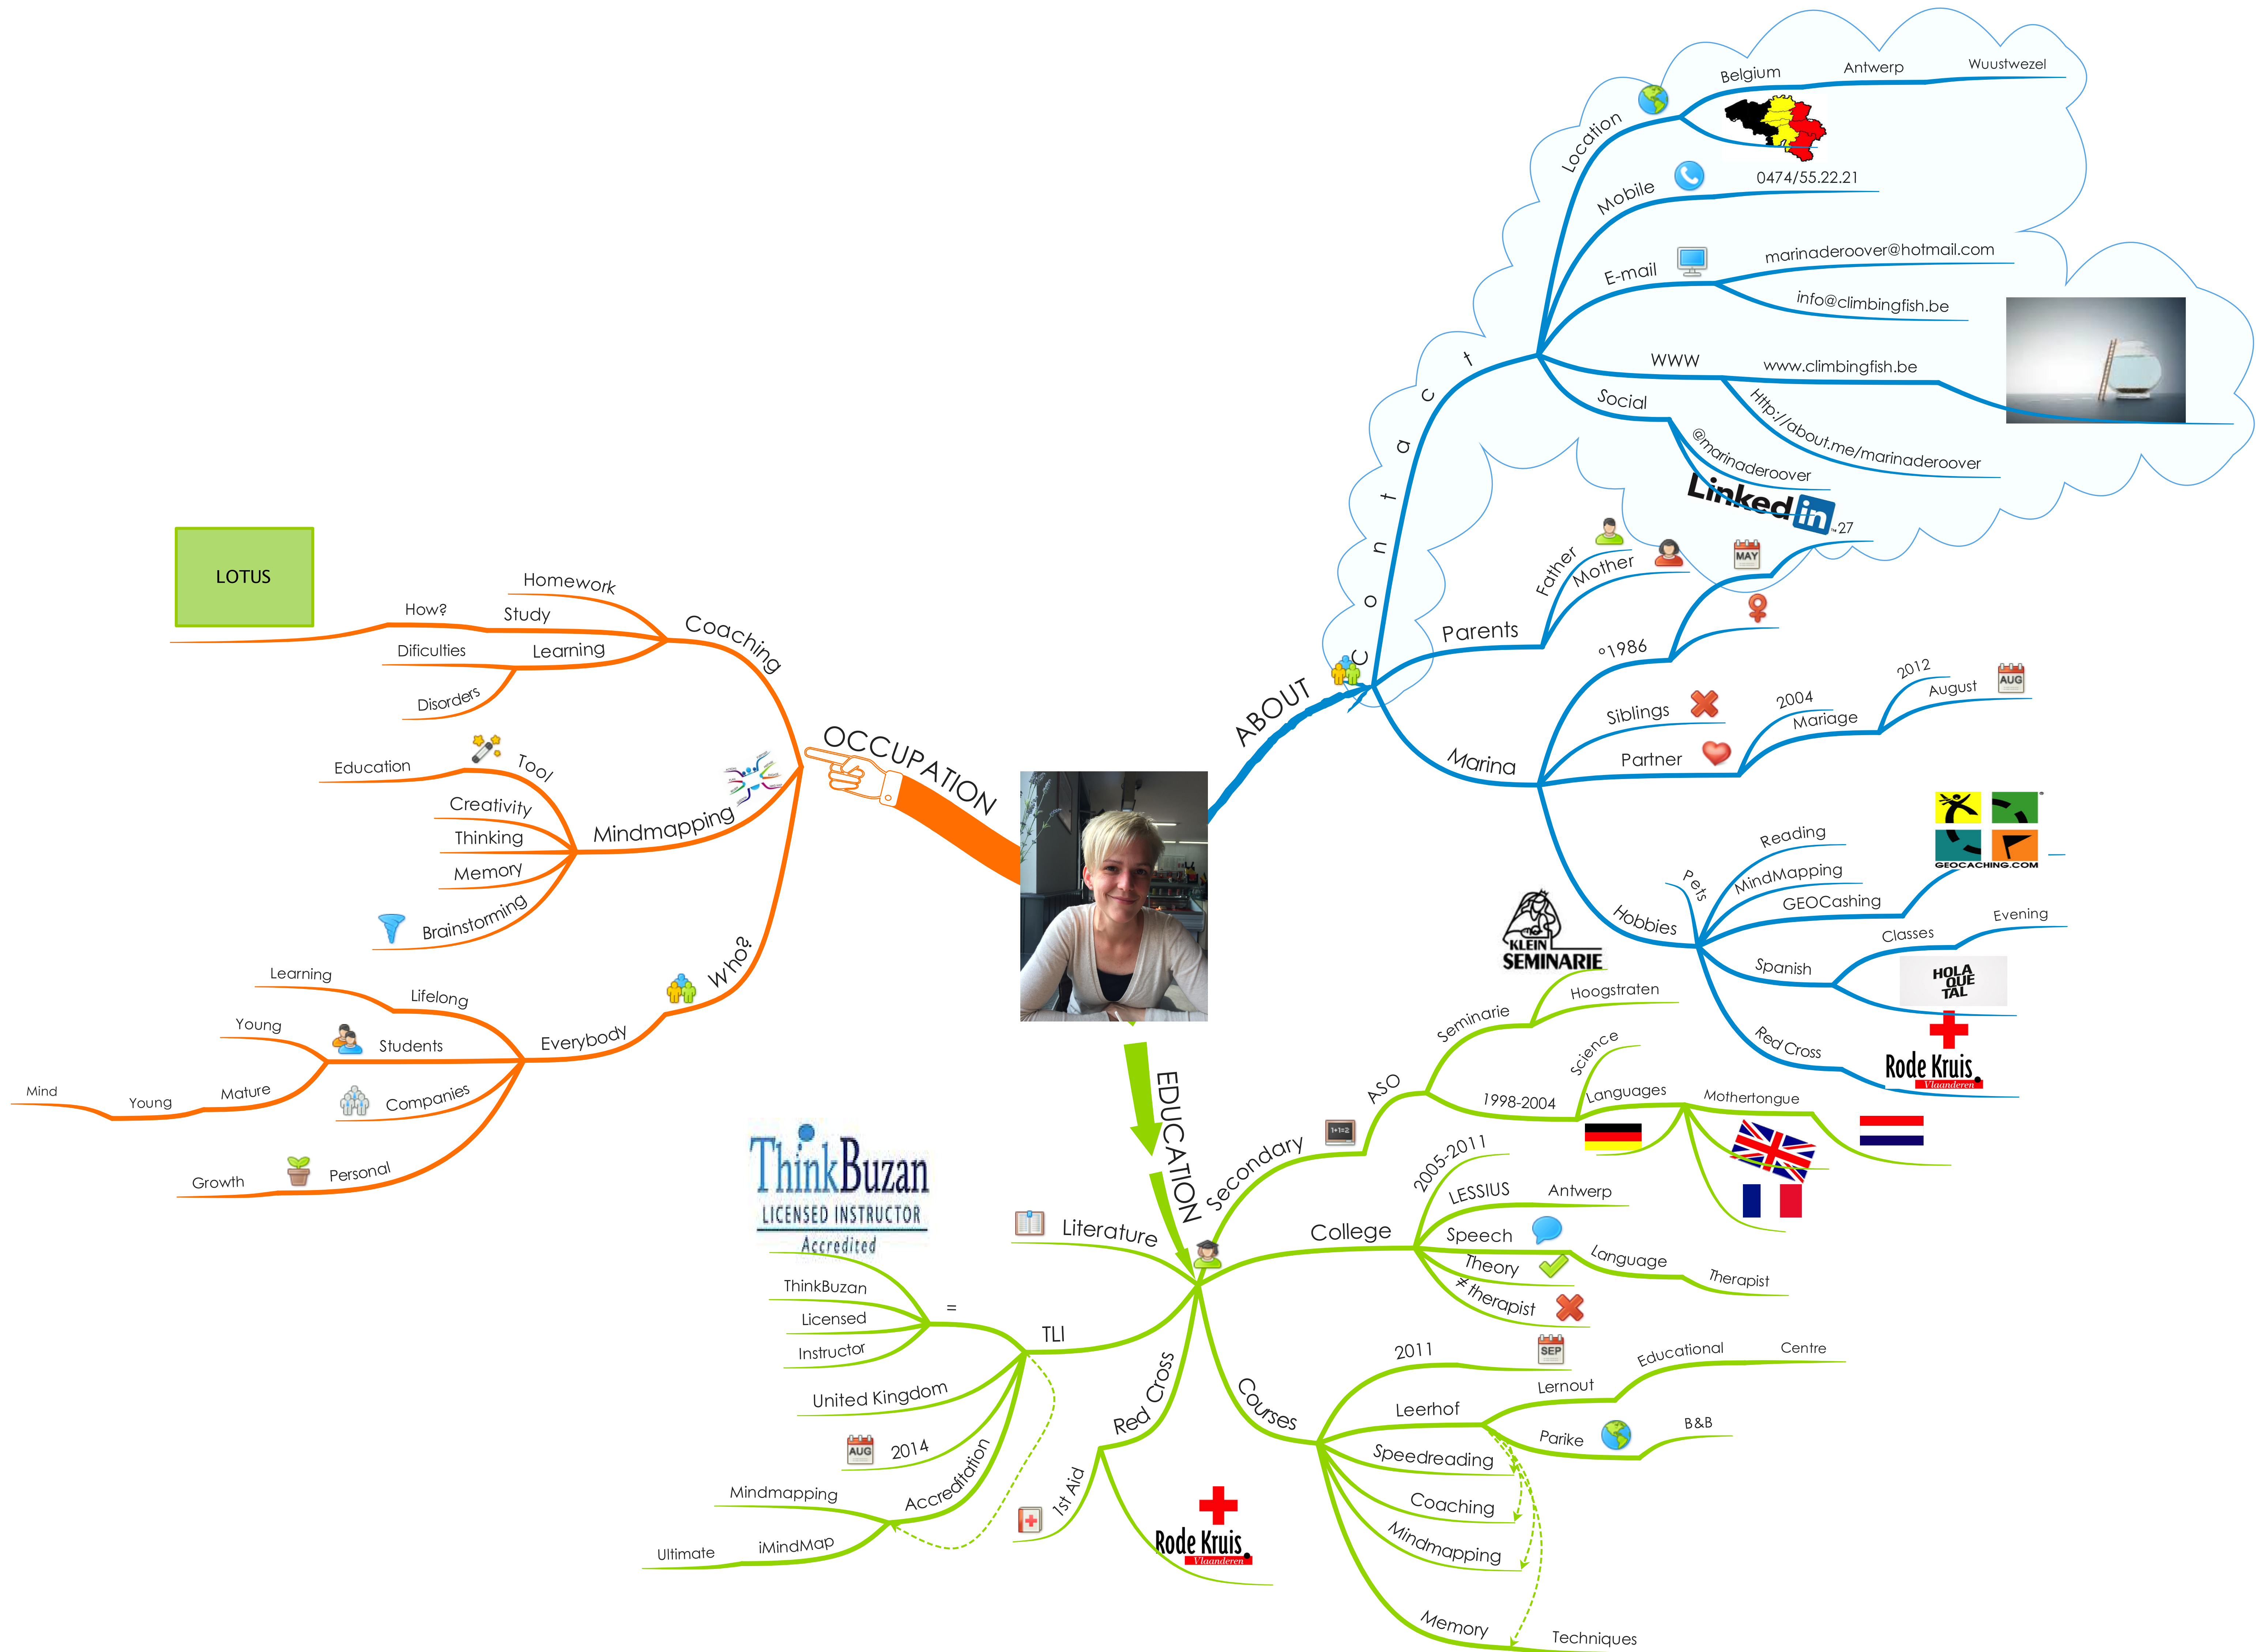 ABOUT
Contact
Location
Belgium
Antwerp
Wuustwezel
Mobile
0474/55.22.21
E-mail
marinaderoover@hotmail.com
info@climbingfish.be
WWW
www.climbingfish.be
Http://about.me/marinaderoover
Social
@marinaderoover
Linked in
™
Parents
Father
Mother
Marina
°1986
MAY
27
Siblings
Partner
2004
Mariage
2012
August
AUG
Hobbies
Pets
Reading
MindMapping
GEOCashing
GEOCACHING.COM
Spanish
Classes
Evening
HOLA
QUE
TAL
Red Cross
Rode Kruis.
Vlaanderen
EDUCATION
Secondary
1+1=2
ASO
Seminarie
KLEIN
SEMINARIE
Hoogstraten
1998-2004
Science
Languages
Mothertongue
College
2005-2011
LESSIUS
Antwerp
Speech
Language
Therapist
Theory
≠ therapist
Courses
2011
SEP
Leerhof
Lernout
Educational
Centre
Parike
B&B
Speedreading
Coaching
Mindmapping
Memory
Techniques
Red Cross
1st Aid
Rode Kruis.
Vlaanderen
TLI
=
ThinkBuzan
LICENSED INSTRUCTOR
Accredited
ThinkBuzan
Licensed
Instructor
United Kingdom
AUG
2014
Accreditation
Mindmapping
iMindMap
Ultimate
Literature
OCCUPATION
Coaching
Homework
Study
How?
LOTUS
Learning
Dificulties
Disorders
Mindmapping
Tool
Education
Creativity
Thinking
Memory
Brainstorming
Who?
Everybody
Lifelong
Learning
Students
Young
Mature
Young
Mind
Companies
Personal
Growth